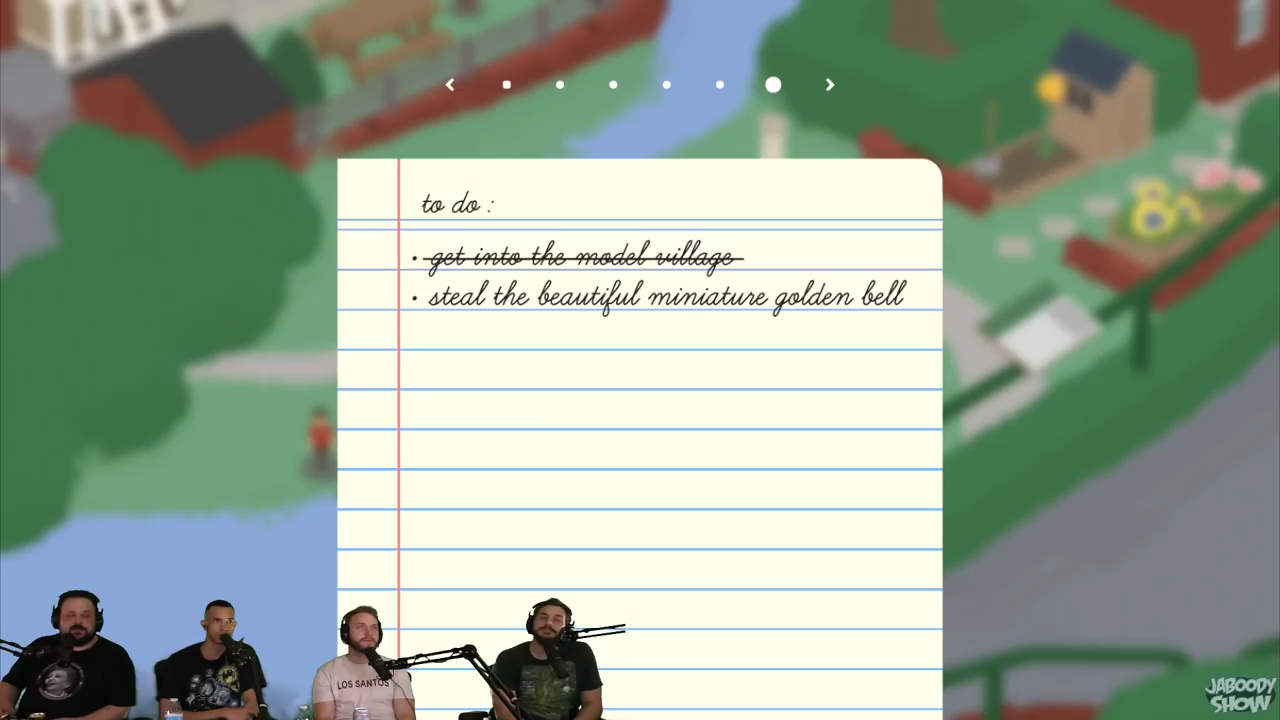 to do :
• get into the model village
• steal the beautiful miniature golden bell
LOS SANTOS
JABOODY
SHOW